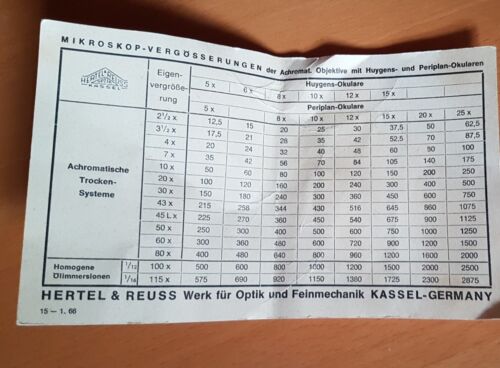 MIKROSKOP-VERGÖSSERUNGEN der Achromat. Objektive mit Huygens- und Periplan-Okularen
HERTEL & REUSS
OPTIK
KASSEL
Eigen-
vergröße-
rung
Huygens-Okulare
5 x 6 x 8 x 10 x 12 x 15 x
Periplan-Okulare
5 x 8 x 10 x 12 x 15 x 20 x 25 x
Achromatische
Trocken-
Systeme
2½ x 12,5 15 20 25 30 37,5 50 62,5
3½ x 17,5 21 28 35 42 52,5 70 87,5
4 x 20 24 32 40 48 60 80 100
7 x 35 42 56 70 84 105 140 175
10 x 50 60 80 100 120 150 200 250
20 x 100 120 160 200 240 300 400 500
30 x 150 180 240 300 360 450 600 750
43 x 215 258 344 430 516 645 860 1075
45 L x 225 270 360 450 540 675 900 1125
50 x 250 300 400 500 600 750 1000 1250
60 x 300 360 480 600 720 900 1200 1500
80 x 400 480 640 800 960 1200 1600 2000
Homogene
Ölimmersionen
1/12 100 x 500 600 800 1000 1200 1500 2000 2500
1/16 115 x 575 690 920 1150 1380 1725 2300 2875
HERTEL & REUSS Werk für Optik und Feinmechanik KASSEL-GERMANY
15 – 1. 66